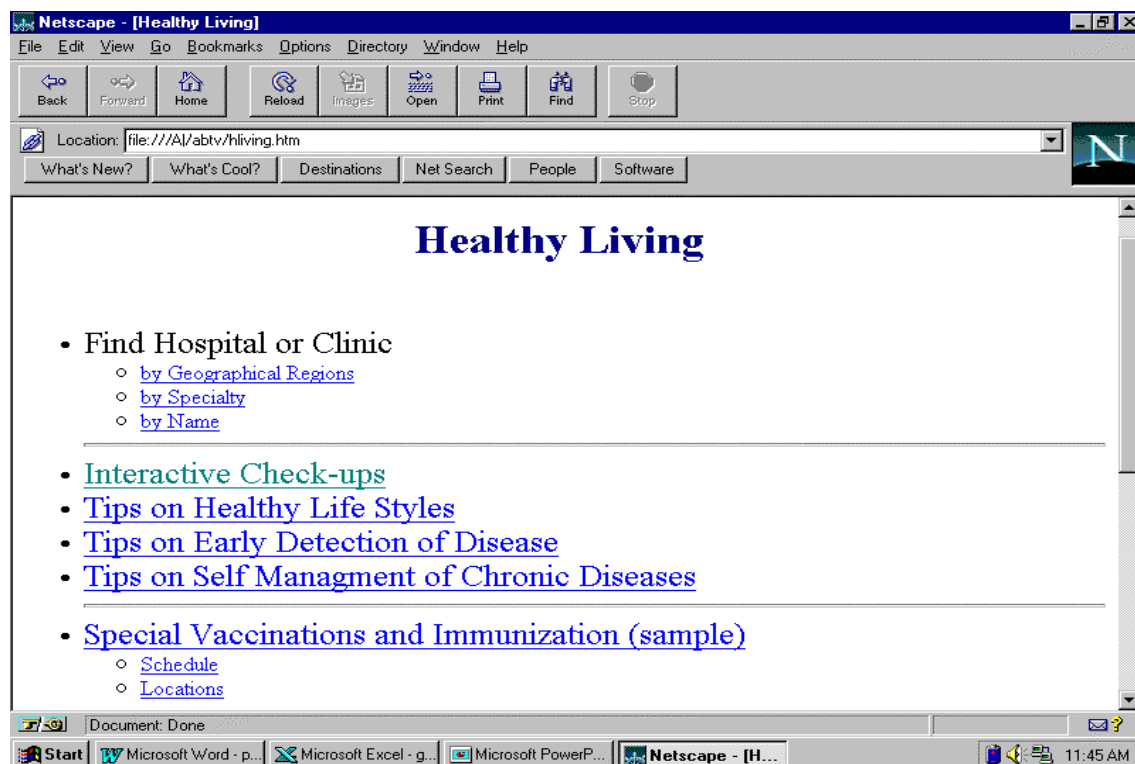 Netscape - [Healthy Living]
File Edit View Go Bookmarks Options Directory Window Help
Back Forward Home Reload Images Open Print Find Stop
Location: file:///A|/abtv/hliving.htm
N
What's New? What's Cool? Destinations Net Search People Software
Healthy Living
Find Hospital or Clinic
by Geographical Regions
by Specialty
by Name
Interactive Check-ups
Tips on Healthy Life Styles
Tips on Early Detection of Disease
Tips on Self Managment of Chronic Diseases
Special Vaccinations and Immunization (sample)
Schedule
Locations
Document: Done
Start Microsoft Word - p... Microsoft Excel - g... Microsoft PowerP... Netscape - [H... 11:45 AM